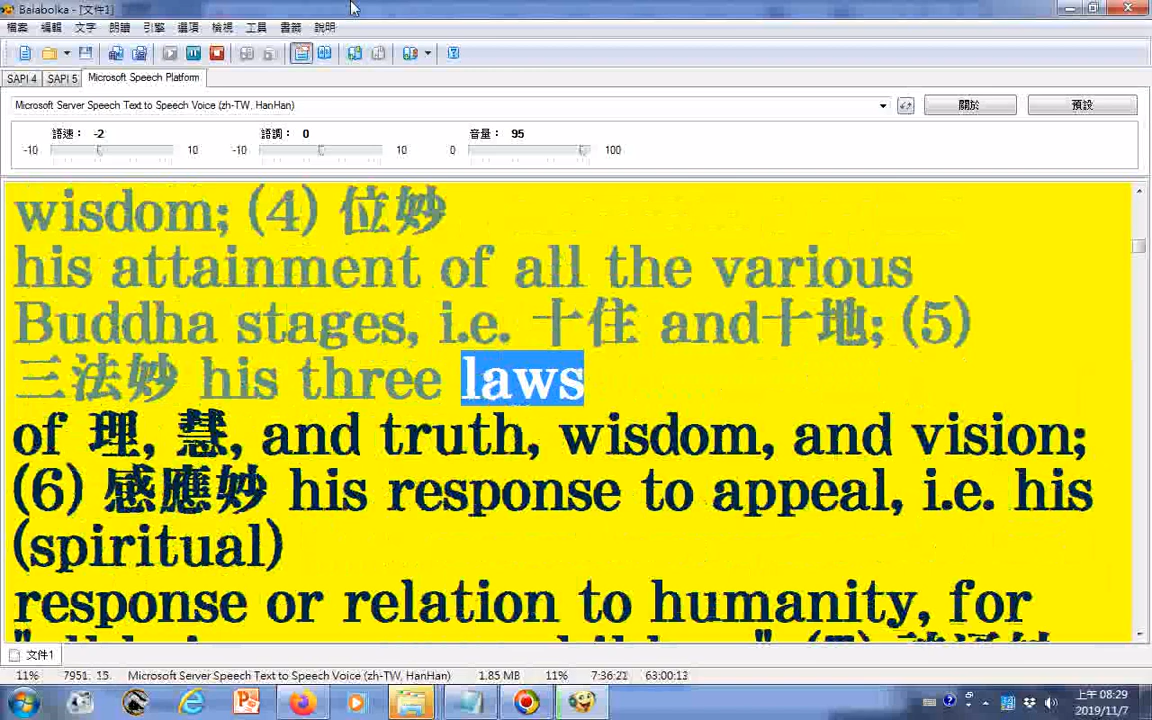 Balabolka - [文件1]
檔案 編輯 文字 朗讀 引擎 選項 檢視 工具 書籤 說明
SAPI 4 SAPI 5 Microsoft Speech Platform
Microsoft Server Speech Text to Speech Voice (zh-TW, HanHan) 關於 預設
語速： -2 語調： 0 音量： 95
-10 10 -10 10 0 100
wisdom; (4) 位妙
his attainment of all the various
Buddha stages, i.e. 十住 and十地; (5)
三法妙 his three laws
of 理, 慧, and truth, wisdom, and vision;
(6) 感應妙 his response to appeal, i.e. his
(spiritual)
response or relation to humanity, for
文件1
11% 7951: 15 Microsoft Server Speech Text to Speech Voice (zh-TW, HanHan) 1.85 MB 11% 7:36:21 63:00:13
上午 08:29
2019/11/7